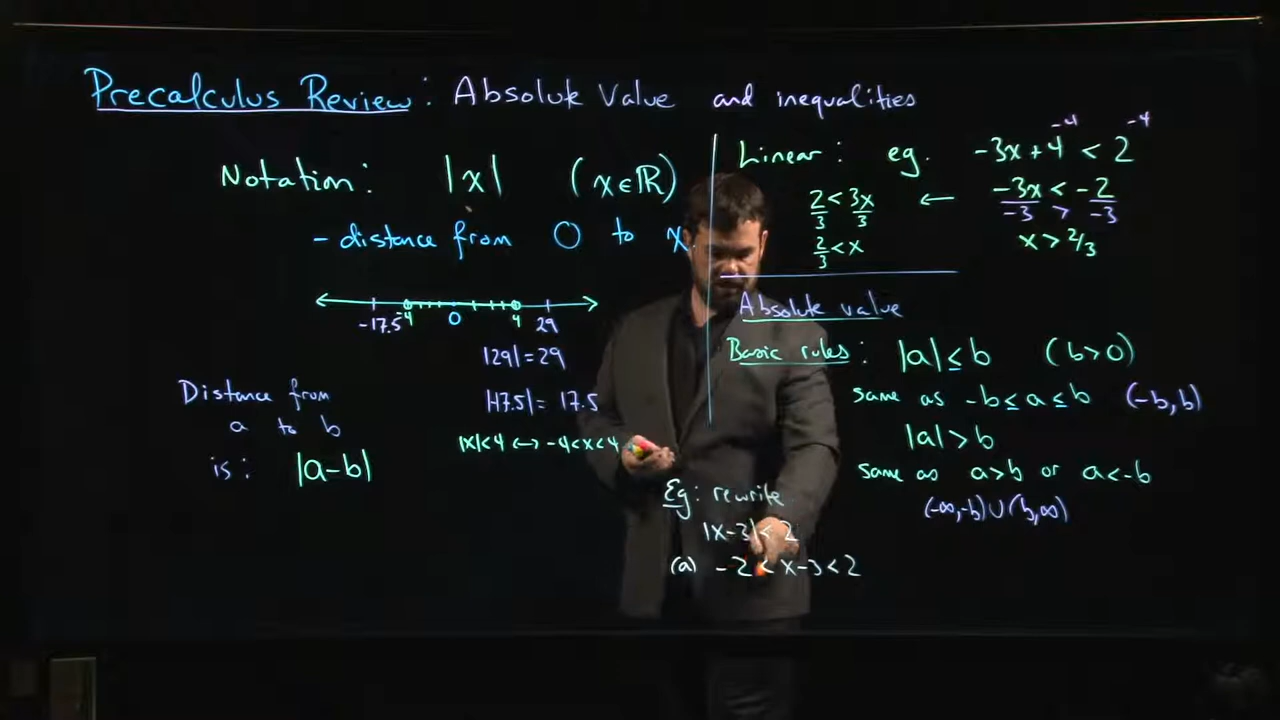 Precalculus Review: Absolute Value and inequalities
Notation: |x| (x∈ℝ)
- distance from 0 to x.
-17.5 -4 0 4 29
|29| = 29
|-17.5| = 17.5
|x|<4 ↔ -4<x<4
Distance from
a to b
is: |a-b|
Linear: eg. -3x+4 < 2
-4 -4
2/3 < 3x/3 ← -3x/-3 < > -2/-3
2/3 < x
x > 2/3
Absolute value
Basic rules: |a| ≤ b (b>0)
same as -b ≤ a ≤ b (-b,b)
|a| > b
same as a>b or a<-b
(-∞,-b)∪(b,∞)
Eg: rewrite
|x-3| < 2
(a) -2 < x-3 < 2